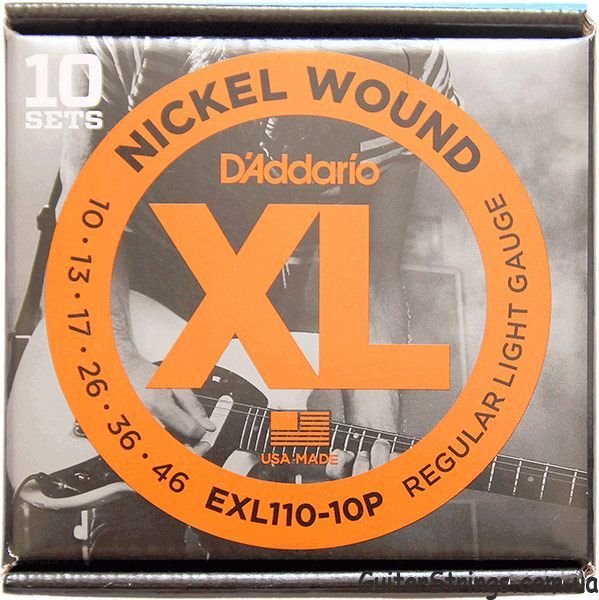 10
SETS
NICKEL WOUND
D'Addario
XL
10 · 13 · 17 · 26 · 36 · 46
REGULAR LIGHT GAUGE
USA MADE
EXL110-10P
GuitarStrings.com.ua